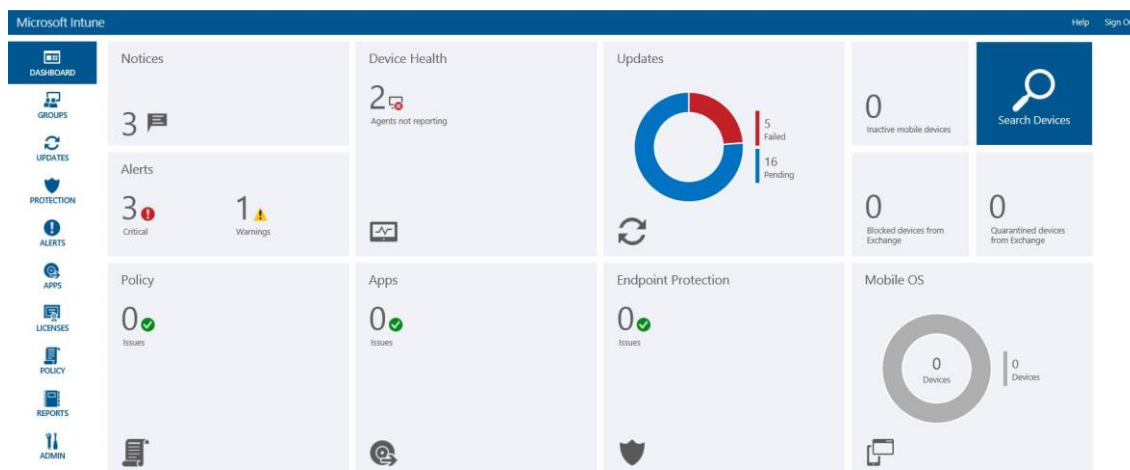 Microsoft Intune
Help
DASHBOARD
GROUPS
UPDATES
PROTECTION
ALERTS
APPS
LICENSES
POLICY
REPORTS
ADMIN
Notices
3
Alerts
3
Critical
1
Warnings
Device Health
2
Agents not reporting
Updates
5
Failed
16
Pending
0
Inactive mobile devices
Search Devices
0
Blocked devices from
Exchange
0
Quarantined devices
from Exchange
Policy
0
Issues
Apps
0
Issues
Endpoint Protection
0
Issues
Mobile OS
0
Devices
0
Devices